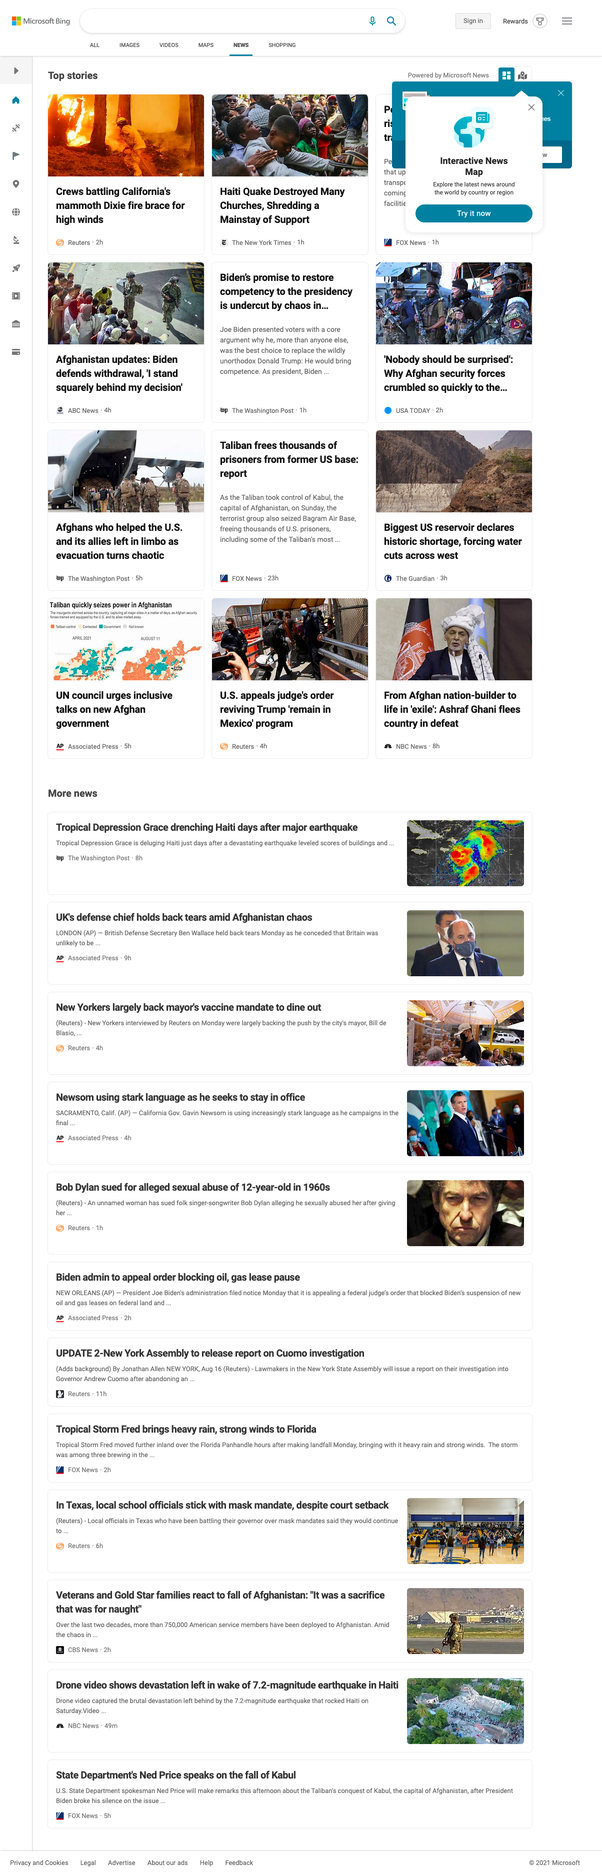 Microsoft Bing
Sign in
Rewards
ALL
IMAGES
VIDEOS
MAPS
NEWS
SHOPPING
Top stories
Powered by Microsoft News
Interactive News
Map
Explore the latest news around
the world by country or region
Try it now
Crews battling California's
mammoth Dixie fire brace for
high winds
Reuters · 2h
Haiti Quake Destroyed Many
Churches, Shredding a
Mainstay of Support
The New York Times · 1h
FOX News · 1h
Afghanistan updates: Biden
defends withdrawal, 'I stand
squarely behind my decision'
ABC News · 4h
Biden's promise to restore
competency to the presidency
is undercut by chaos in...
Joe Biden presented voters with a core
argument why he, more than anyone else,
was the best choice to replace the wildly
unorthodox Donald Trump: He would bring
competence. As president, Biden ...
The Washington Post · 1h
'Nobody should be surprised':
Why Afghan security forces
crumbled so quickly to the...
USA TODAY · 2h
Afghans who helped the U.S.
and its allies left in limbo as
evacuation turns chaotic
The Washington Post · 5h
Taliban frees thousands of
prisoners from former US base:
report
As the Taliban took control of Kabul, the
capital of Afghanistan, on Sunday, the
terrorist group also seized Bagram Air Base,
freeing thousands of U.S. prisoners,
including some of the Taliban's most ...
FOX News · 23h
Biggest US reservoir declares
historic shortage, forcing water
cuts across west
The Guardian · 3h
Taliban quickly seizes power in Afghanistan
APRIL 2021
AUGUST 11
UN council urges inclusive
talks on new Afghan
government
Associated Press · 5h
U.S. appeals judge's order
reviving Trump 'remain in
Mexico' program
Reuters · 4h
From Afghan nation-builder to
life in 'exile': Ashraf Ghani flees
country in defeat
NBC News · 8h
More news
Tropical Depression Grace drenching Haiti days after major earthquake
Tropical Depression Grace is deluging Haiti just days after a devastating earthquake leveled scores of buildings and ...
The Washington Post · 8h
UK's defense chief holds back tears amid Afghanistan chaos
LONDON (AP) — British Defense Secretary Ben Wallace held back tears Monday as he conceded that Britain was
unlikely to be ...
Associated Press · 9h
New Yorkers largely back mayor's vaccine mandate to dine out
(Reuters) - New Yorkers interviewed by Reuters on Monday were largely backing the push by the city's mayor, Bill de
Blasio, ...
Reuters · 4h
Newsom using stark language as he seeks to stay in office
SACRAMENTO, Calif. (AP) — California Gov. Gavin Newsom is using increasingly stark language as he campaigns in the
final ...
Associated Press · 4h
Bob Dylan sued for alleged sexual abuse of 12-year-old in 1960s
(Reuters) - An unnamed woman has sued folk singer-songwriter Bob Dylan alleging he sexually abused her after giving
her ...
Reuters · 1h
Biden admin to appeal order blocking oil, gas lease pause
NEW ORLEANS (AP) — President Joe Biden's administration filed notice Monday that it is appealing a federal judge's order that blocked Biden's suspension of new
oil and gas leases on federal land and ...
Associated Press · 2h
UPDATE 2-New York Assembly to release report on Cuomo investigation
(Adds background) By Jonathan Allen NEW YORK, Aug 16 (Reuters) - Lawmakers in the New York State Assembly will issue a report on their investigation into
Governor Andrew Cuomo after abandoning an ...
Reuters · 11h
Tropical Storm Fred brings heavy rain, strong winds to Florida
Tropical Storm Fred moved further inland over the Florida Panhandle hours after making landfall Monday, bringing with it heavy rain and strong winds. The storm
was among three brewing in the ...
FOX News · 2h
In Texas, local school officials stick with mask mandate, despite court setback
(Reuters) - Local officials in Texas who have been battling their governor over mask mandates said they would continue
to ...
Reuters · 6h
Veterans and Gold Star families react to fall of Afghanistan: "It was a sacrifice
that was for naught"
Over the last two decades, more than 750,000 American service members have been deployed to Afghanistan. Amid
the chaos in ...
CBS News · 2h
Drone video shows devastation left in wake of 7.2-magnitude earthquake in Haiti
Drone video captured the brutal devastation left behind by the 7.2-magnitude earthquake that rocked Haiti on
Saturday.Video ...
NBC News · 49m
State Department's Ned Price speaks on the fall of Kabul
U.S. State Department spokesman Ned Price will make remarks this afternoon about the Taliban's conquest of Kabul, the capital of Afghanistan, after President
Biden broke his silence on the issue ...
FOX News · 5h
Privacy and Cookies
Legal
Advertise
About our ads
Help
Feedback
© 2021 Microsoft